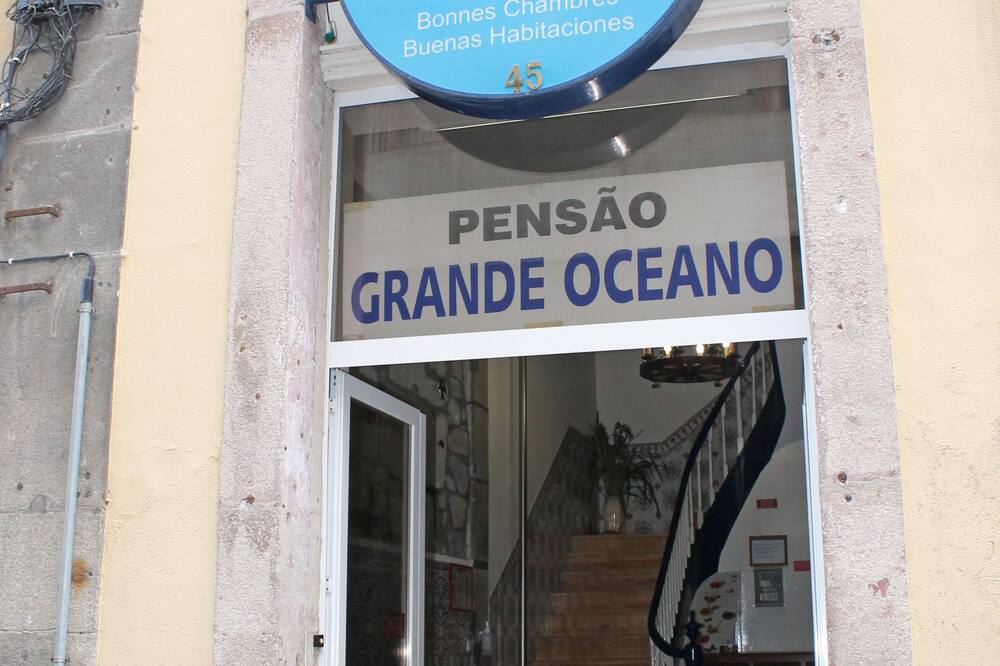 Bonnes Chambres
Buenas Habitaciones
45
PENSÃO
GRANDE OCEANO